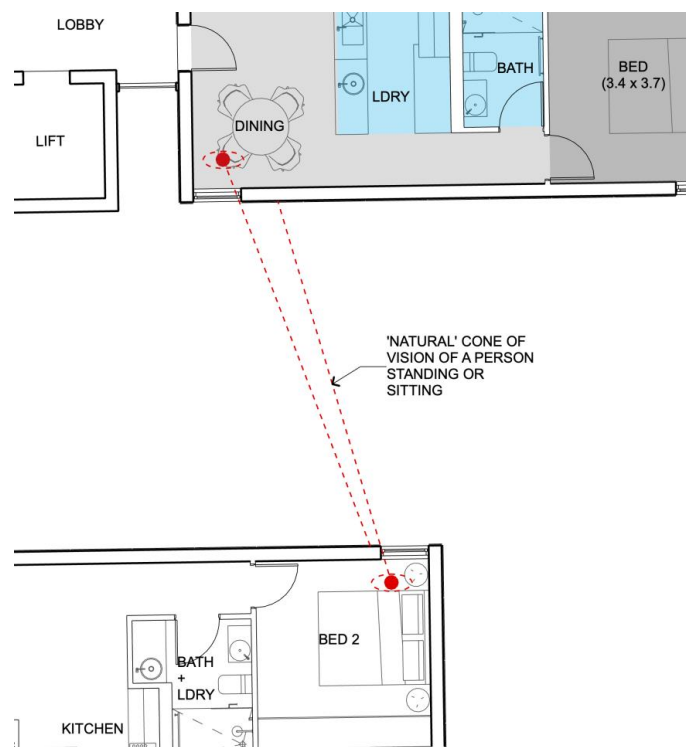 LOBBY
LIFT
DINING
LDRY
BATH
BED
(3.4 x 3.7)
'NATURAL' CONE OF
VISION OF A PERSON
STANDING OR
SITTING
BED 2
BATH
+
LDRY
KITCHEN